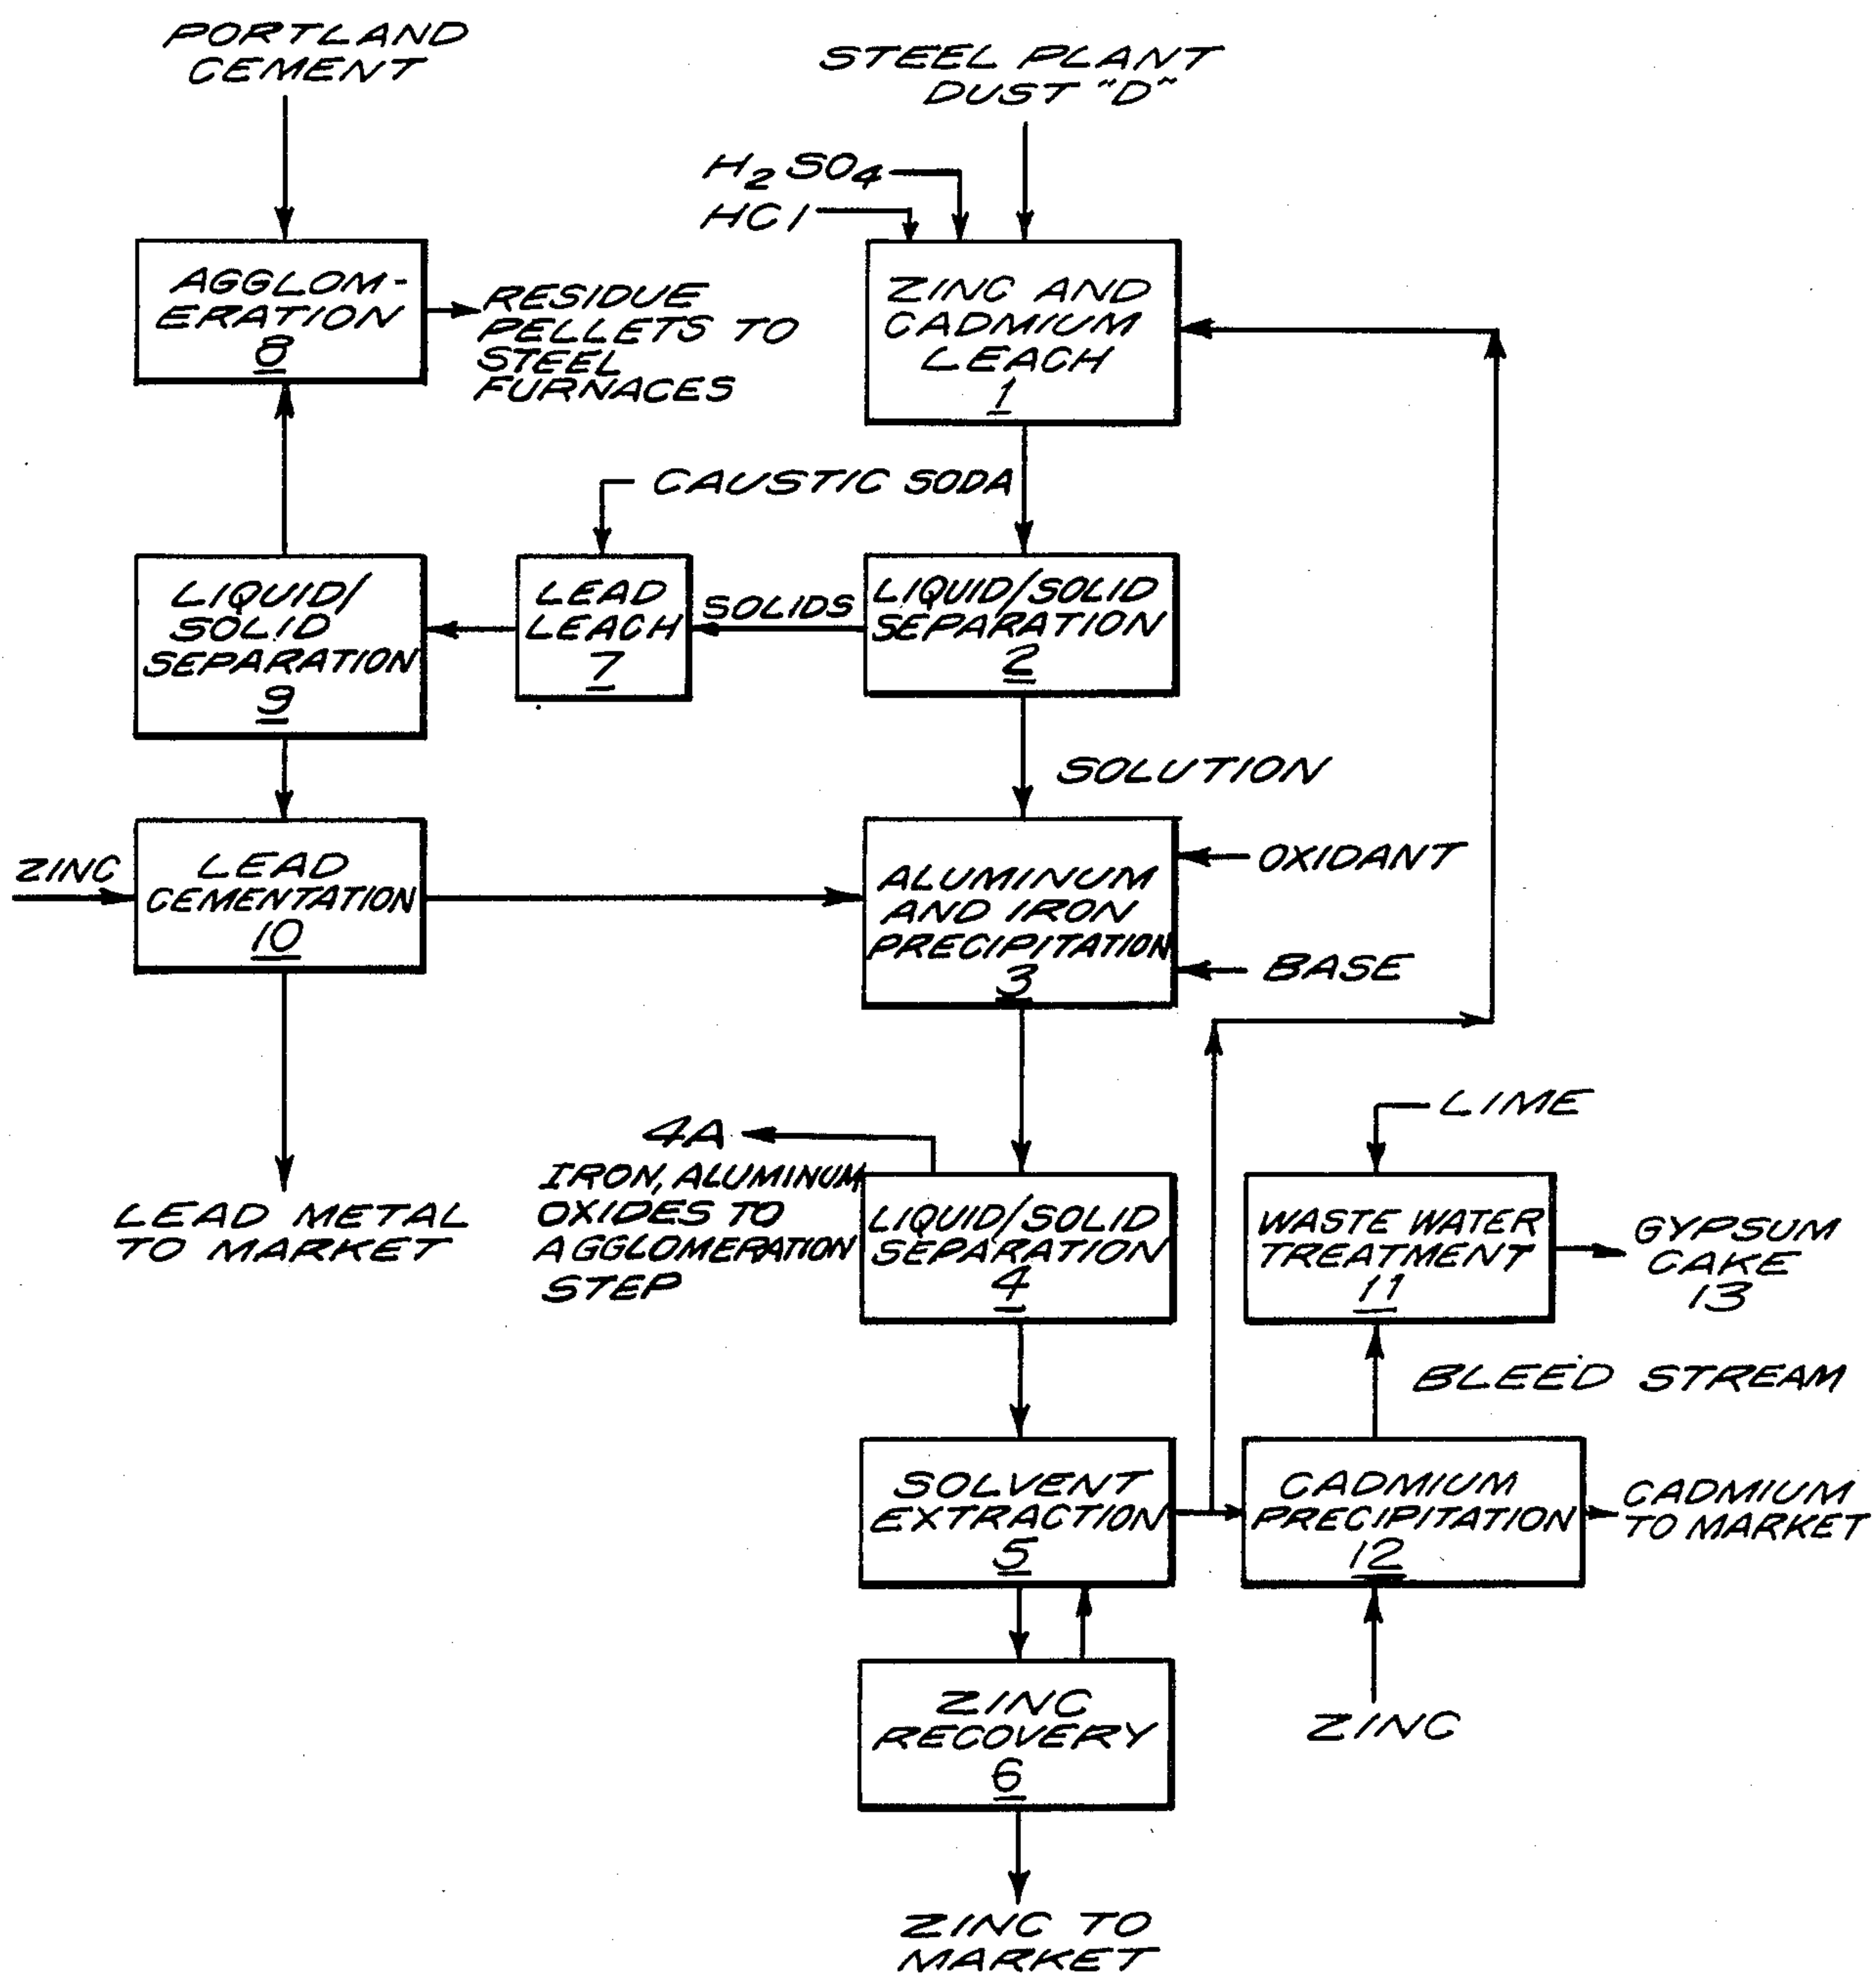 PORTLAND
CEMENT
STEEL PLANT
DUST "D"
H2SO4
HCl
AGGLOM-
ERATION
8
RESIDUE
PELLETS TO
STEEL
FURNACES
ZINC AND
CADMIUM
LEACH
1
CAUSTIC SODA
LIQUID/
SOLID
SEPARATION
9
LEAD
LEACH
7
SOLIDS
LIQUID/SOLID
SEPARATION
2
SOLUTION
ZINC
LEAD
CEMENTATION
10
ALUMINUM
AND IRON
PRECIPITATION
3
OXIDANT
BASE
LEAD METAL
TO MARKET
4A
IRON, ALUMINUM
OXIDES TO
AGGLOMERATION
STEP
LIQUID/SOLID
SEPARATION
4
LIME
WASTE WATER
TREATMENT
11
GYPSUM
CAKE
13
BLEED STREAM
SOLVENT
EXTRACTION
5
CADMIUM
PRECIPITATION
12
CADMIUM
TO MARKET
ZINC
RECOVERY
6
ZINC
ZINC TO
MARKET